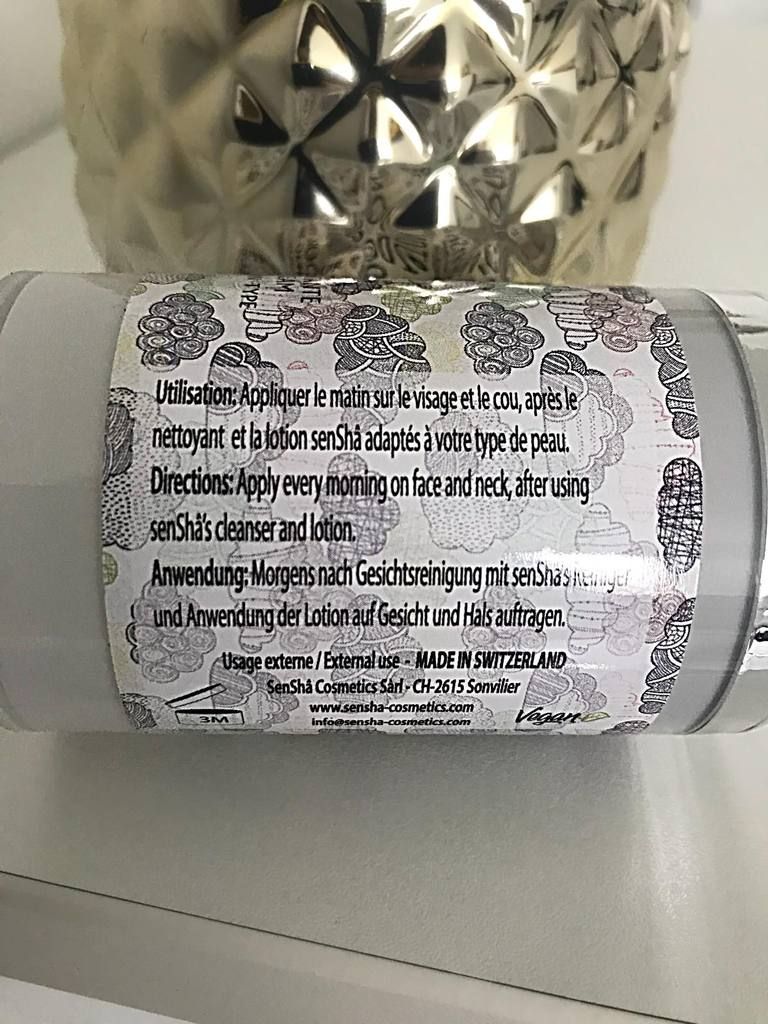 Utilisation: Appliquer le matin sur le visage et le cou, après le
nettoyant et la lotion senShâ adaptés à votre type de peau.
Directions: Apply every morning on face and neck, after using
senShâ's cleanser and lotion.
Anwendung: Morgens nach Gesichtsreinigung mit senShâ's Reiniger
und Anwendung der Lotion auf Gesicht und Hals auftragen.
Usage externe / External use - MADE IN SWITZERLAND
SenShâ Cosmetics Sàrl - CH-2615 Sonvilier
www.sensha-cosmetics.com
info@sensha-cosmetics.com
3M
Vegan